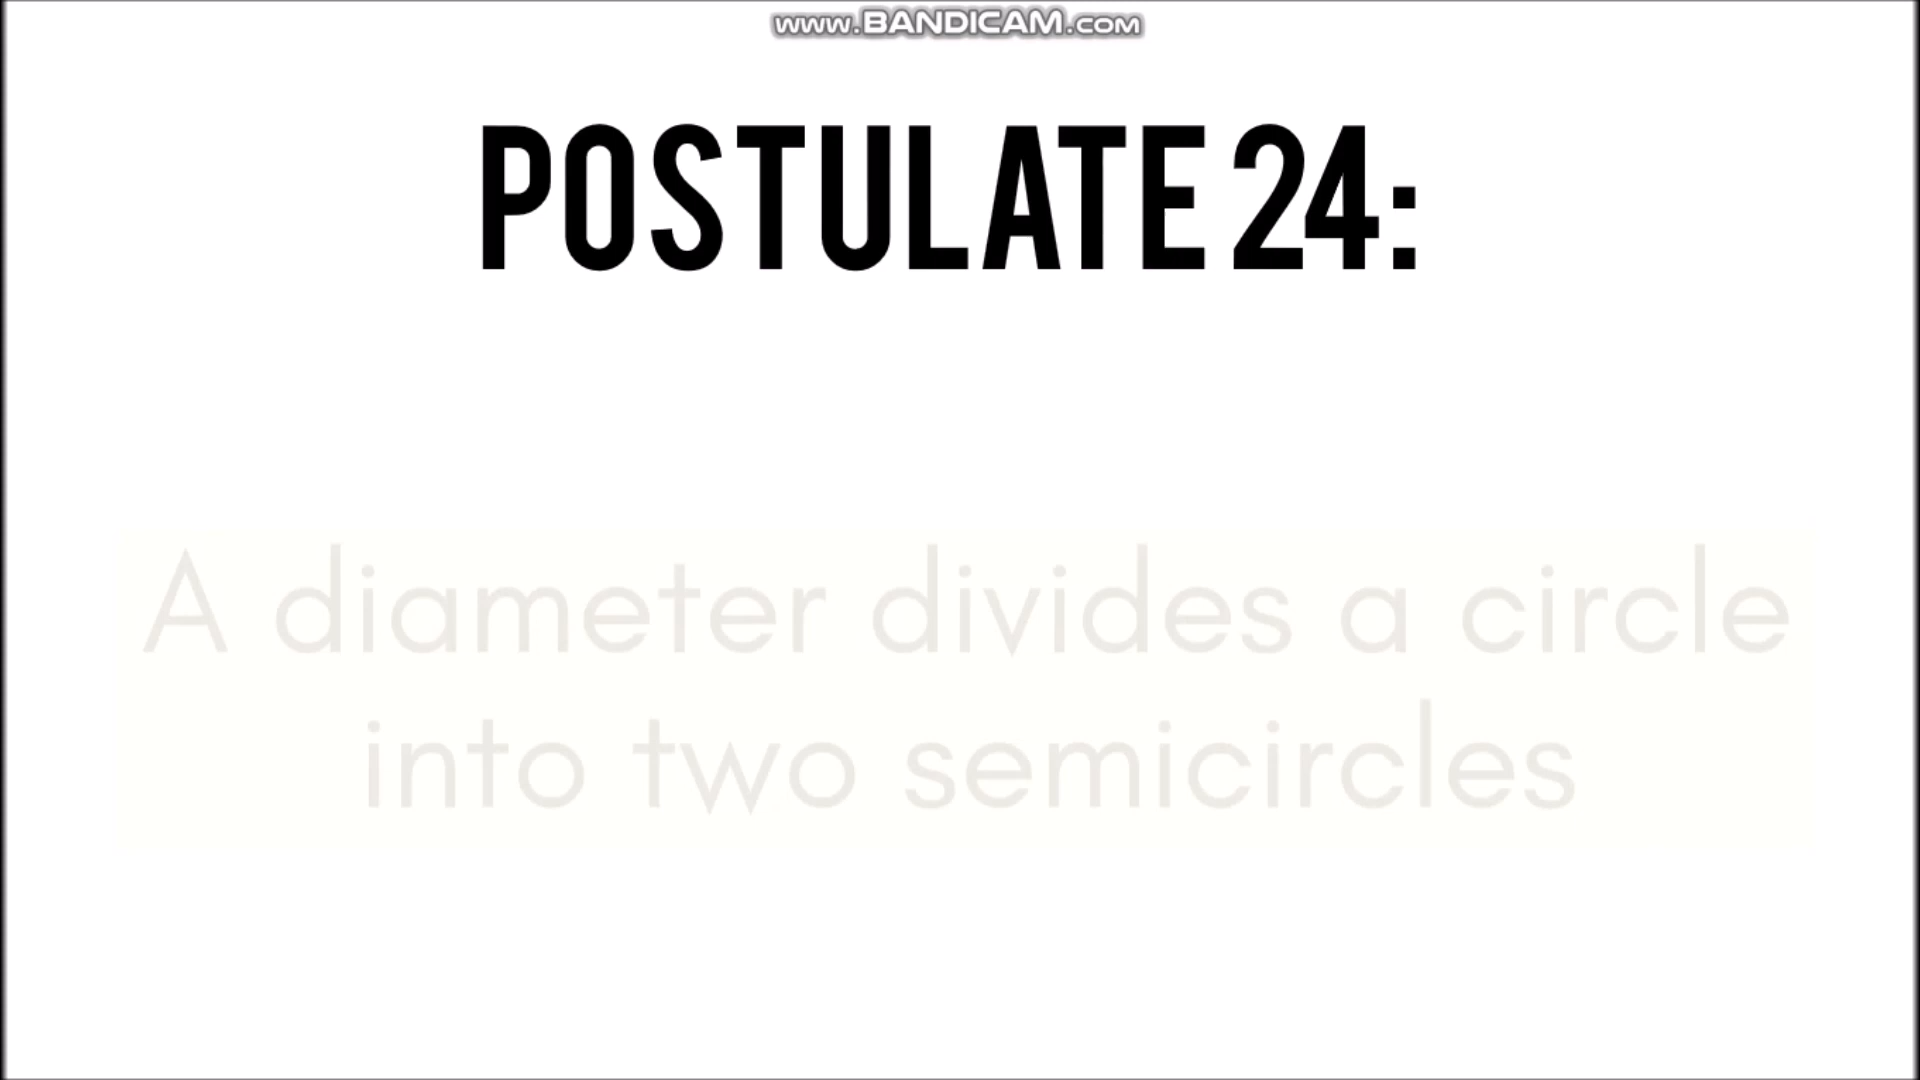 www.BANDICAM.com
POSTULATE 24:
A diameter divides a circle
into two semicircles